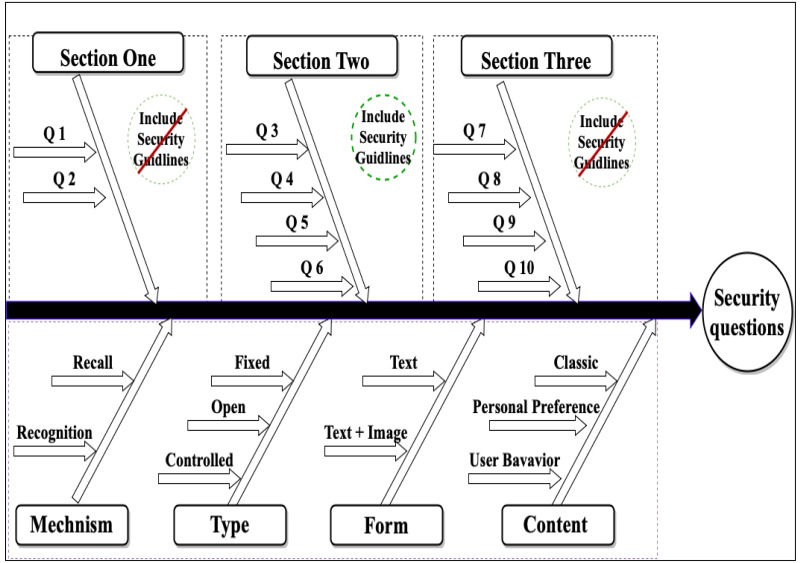 Section One
Section Two
Section Three
Include
Security
Guidlines
Include
Security
Guidlines
Include
Security
Guidlines
Q 1
Q 2
Q 3
Q 4
Q 5
Q 6
Q 7
Q 8
Q 9
Q 10
Security
questions
Recall
Recognition
Fixed
Open
Controlled
Text
Text + Image
Classic
Personal Preference
User Bavavior
Mechnism
Type
Form
Content